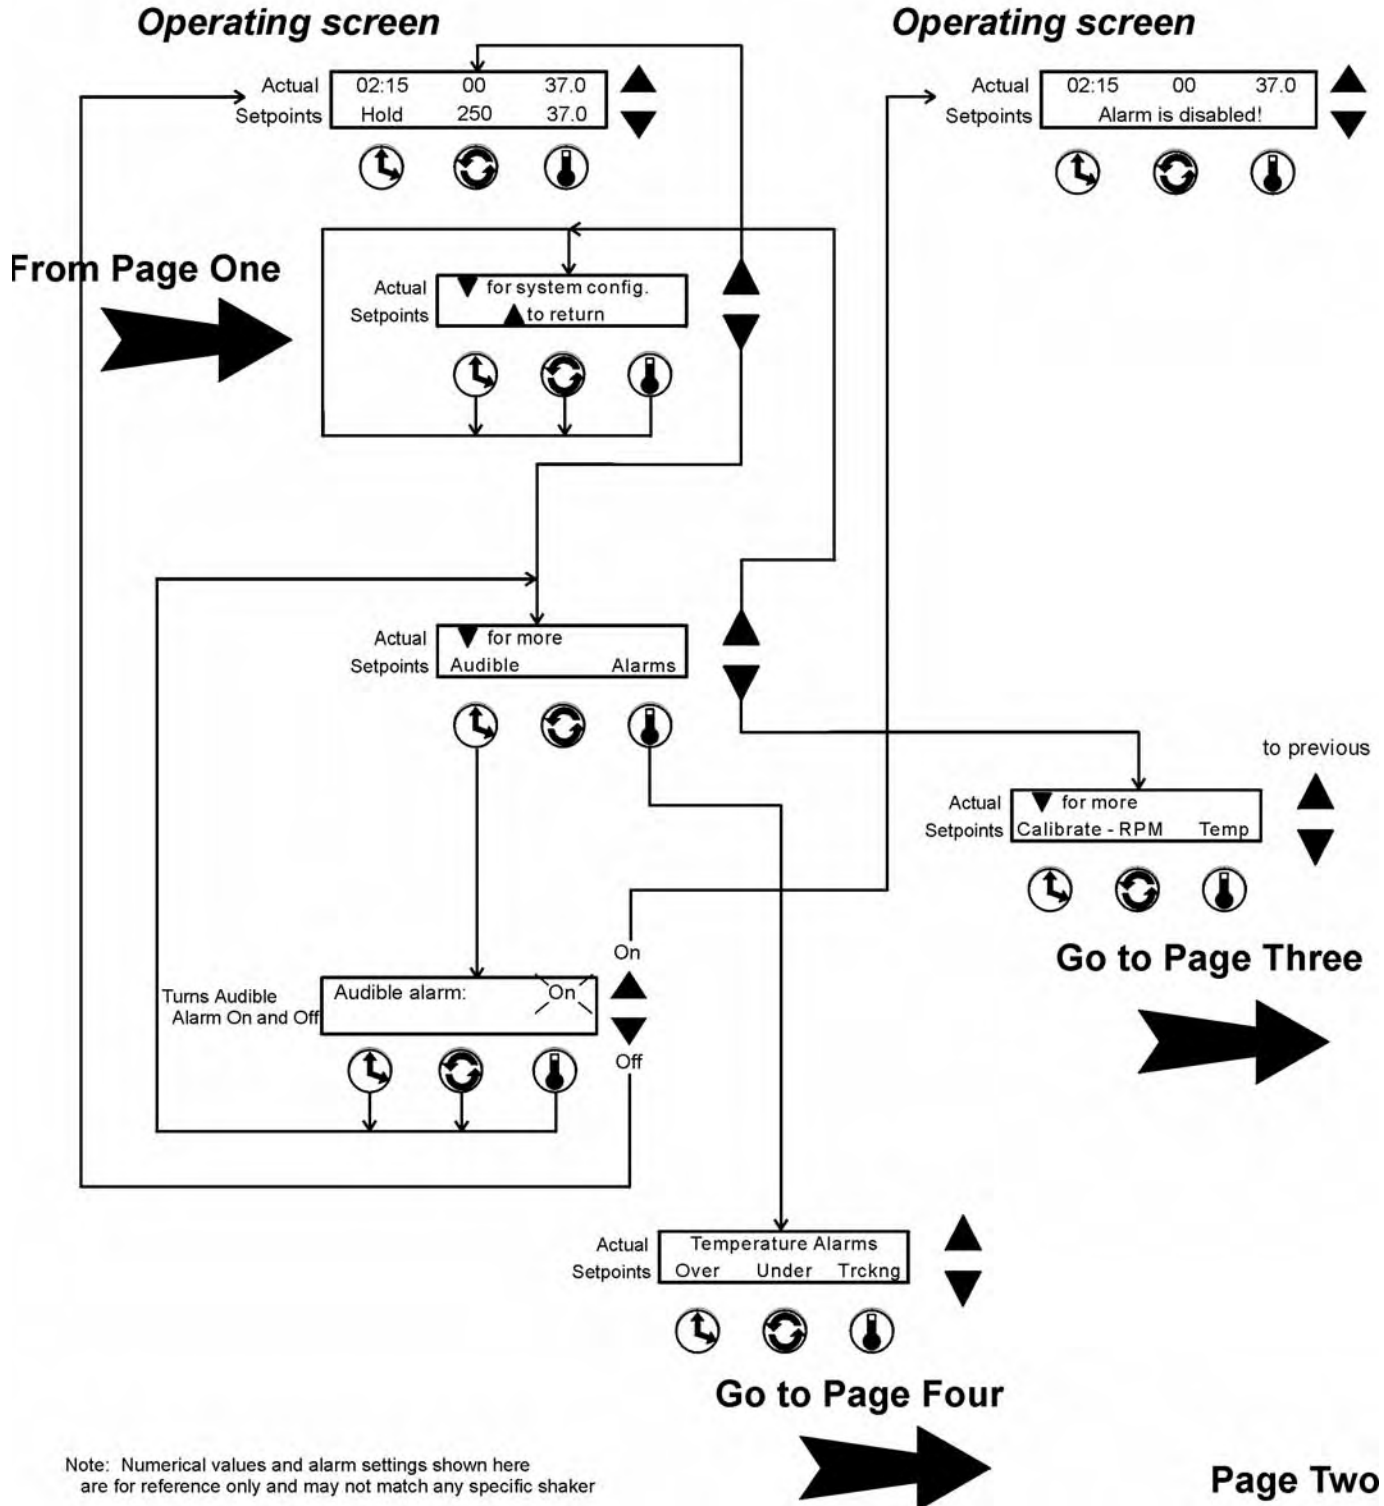 Operating screen
Actual 02:15 00 37.0
Setpoints Hold 250 37.0
Operating screen
Actual 02:15 00 37.0
Setpoints Alarm is disabled!
From Page One
Actual ▼ for system config.
Setpoints ▲ to return
Actual ▼ for more
Setpoints Audible Alarms
to previous
Actual ▼ for more
Setpoints Calibrate - RPM Temp
Go to Page Three
On
Turns Audible
Alarm On and Off
Audible alarm: On
Off
Actual Temperature Alarms
Setpoints Over Under Trckng
Go to Page Four
Note: Numerical values and alarm settings shown here
are for reference only and may not match any specific shaker
Page Two